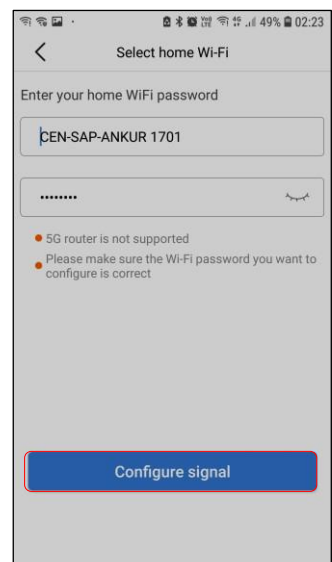 49% 02:23
Select home Wi-Fi
Enter your home WiFi password
CEN-SAP-ANKUR 1701
••••••••
5G router is not supported
Please make sure the Wi-Fi password you want to
configure is correct
Configure signal